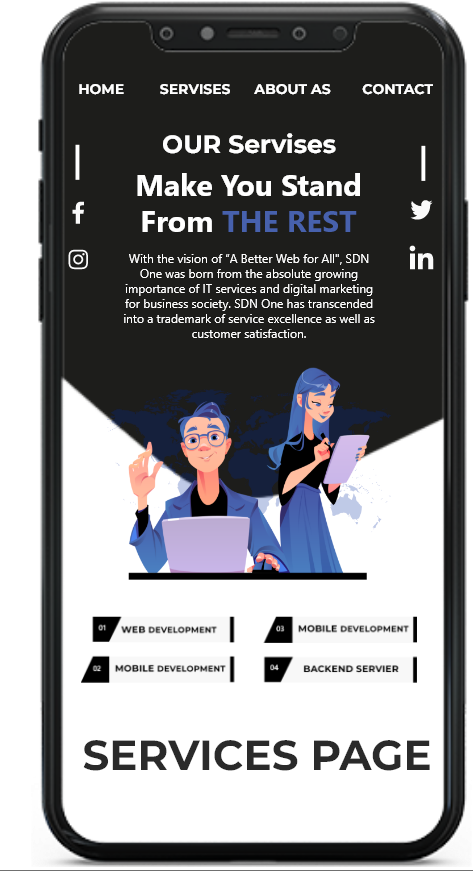 HOME SERVISES ABOUT AS CONTACT
OUR Servises
Make You Stand
From THE REST
With the vision of "A Better Web for All", SDN
One was born from the absolute growing
importance of IT services and digital marketing
for business society. SDN One has transcended
into a trademark of service excellence as well as
customer satisfaction.
01 WEB DEVELOPMENT
03 MOBILE DEVELOPMENT
02 MOBILE DEVELOPMENT
04 BACKEND SERVIER
SERVICES PAGE